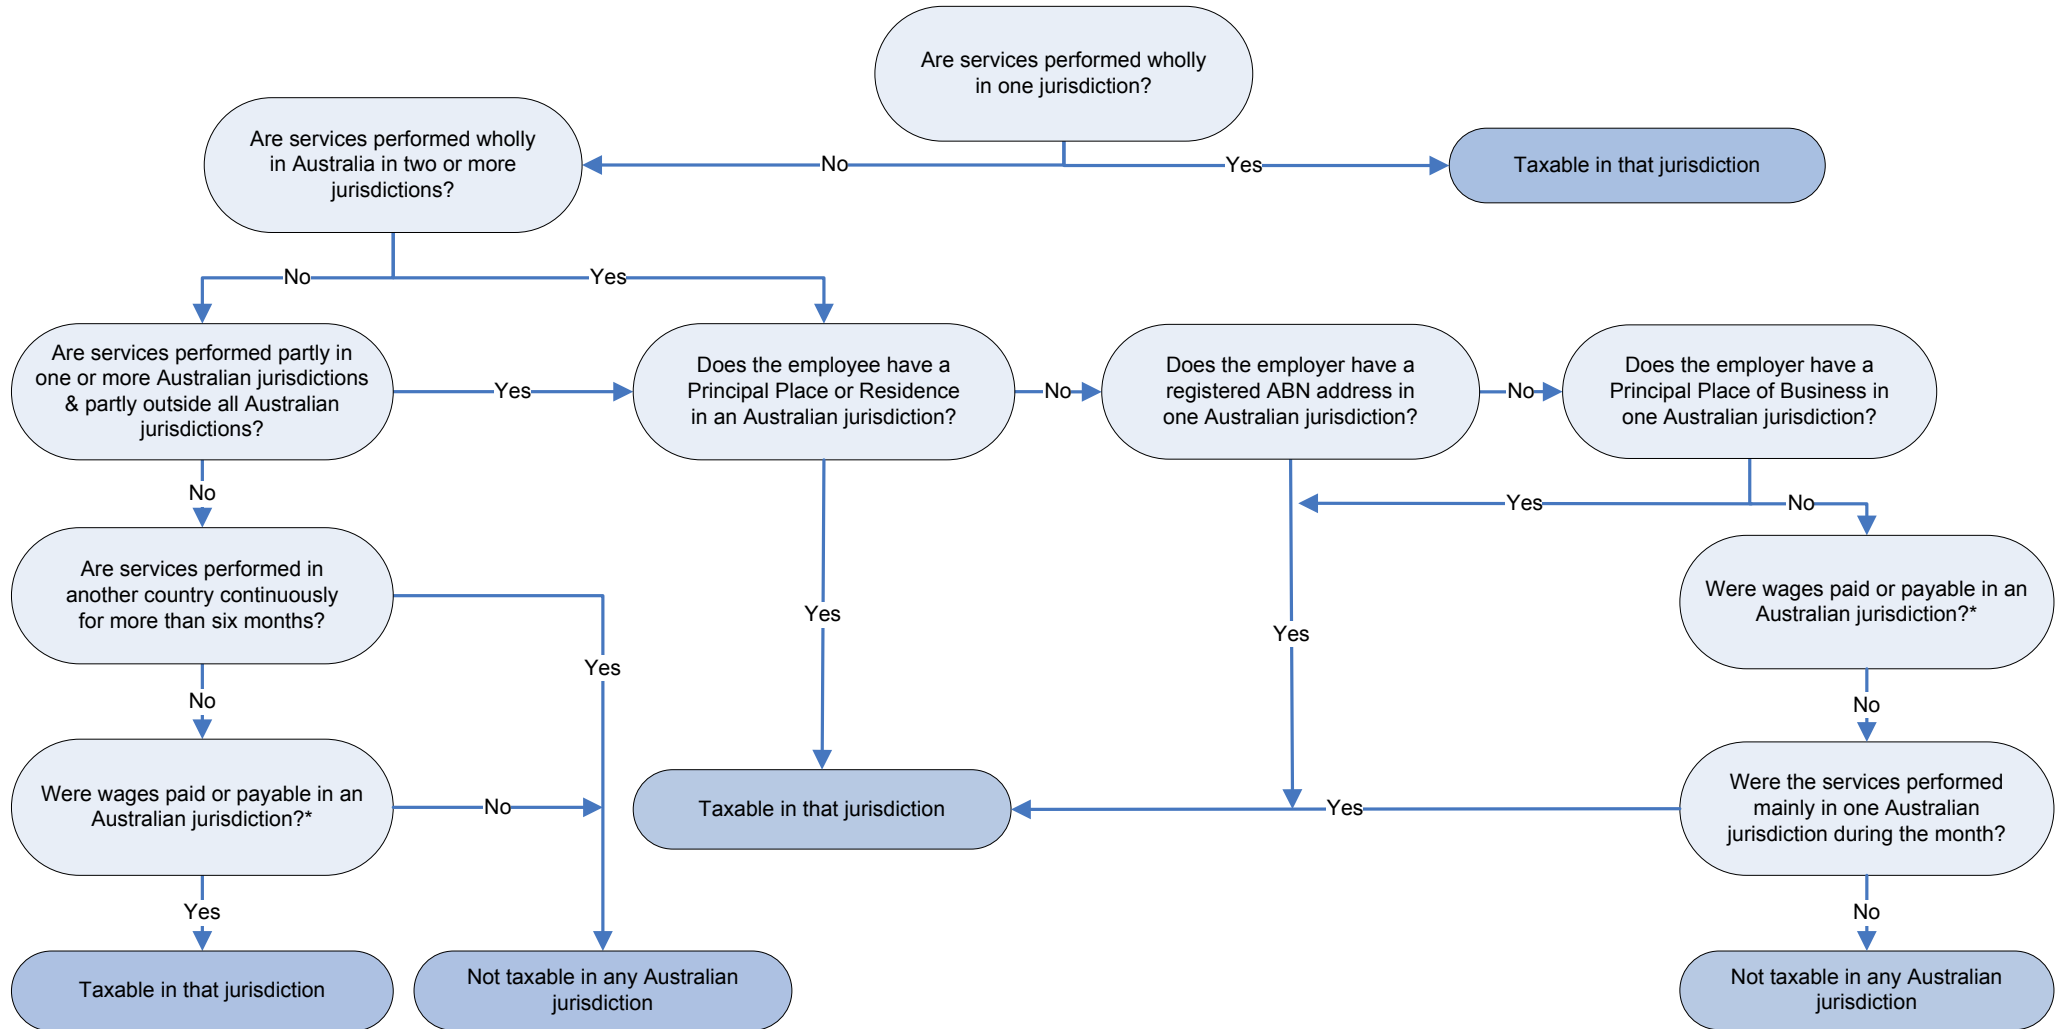 Are services performed wholly
in one jurisdiction?
Are services performed wholly
in Australia in two or more
jurisdictions?
No
Yes
Taxable in that jurisdiction
No
Yes
Are services performed partly in
one or more Australian jurisdictions
& partly outside all Australian
jurisdictions?
Yes
Does the employee have a
Principal Place or Residence
in an Australian jurisdiction?
No
Does the employer have a
registered ABN address in
one Australian jurisdiction?
No
Does the employer have a
Principal Place of Business in
one Australian jurisdiction?
No
Yes
No
Are services performed in
another country continuously
for more than six months?
Yes
Yes
Yes
Were wages paid or payable in an
Australian jurisdiction?*
No
No
Were wages paid or payable in an
Australian jurisdiction?*
No
Taxable in that jurisdiction
Yes
Were the services performed
mainly in one Australian
jurisdiction during the month?
Yes
No
Taxable in that jurisdiction
Not taxable in any Australian
jurisdiction
Not taxable in any Australian
jurisdiction